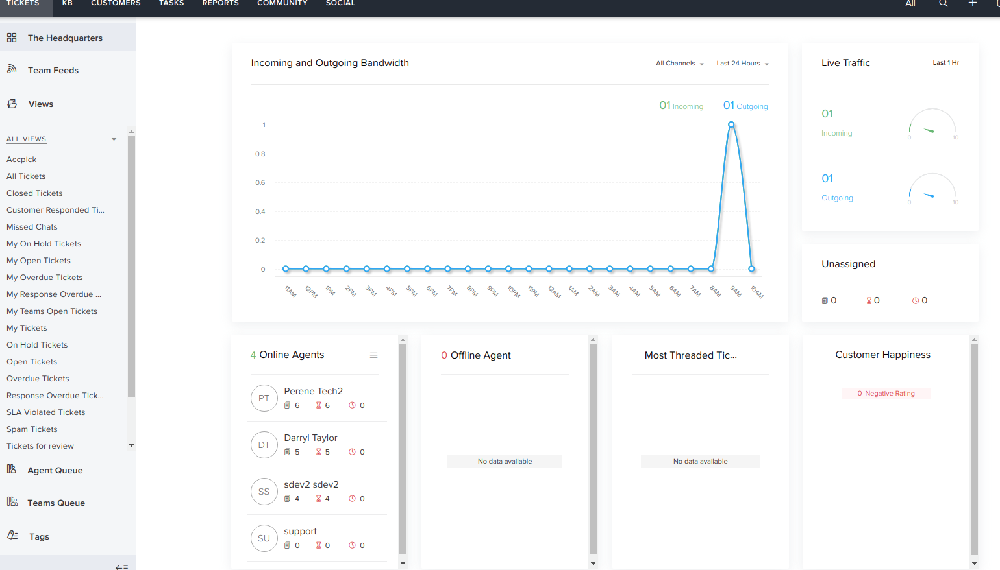 TICKETS KB CUSTOMERS TASKS REPORTS COMMUNITY SOCIAL All
The Headquarters
Team Feeds
Views
ALL VIEWS
Accpick
All Tickets
Closed Tickets
Customer Responded Ti...
Missed Chats
My On Hold Tickets
My Open Tickets
My Overdue Tickets
My Response Overdue ...
My Teams Open Tickets
My Tickets
On Hold Tickets
Open Tickets
Overdue Tickets
Response Overdue Tick...
SLA Violated Tickets
Spam Tickets
Tickets for review
Agent Queue
Teams Queue
Tags
Incoming and Outgoing Bandwidth All Channels Last 24 Hours
01 Incoming 01 Outgoing
1
0.8
0.6
0.4
0.2
0
11AM 12PM 1PM 2PM 3PM 4PM 5PM 6PM 7PM 8PM 9PM 10PM 11PM 12AM 1AM 2AM 3AM 4AM 5AM 6AM 7AM 8AM 9AM 10AM
Live Traffic Last 1 Hr
01
Incoming
0 10
01
Outgoing
0 10
Unassigned
0 0 0
4 Online Agents
PT Perene Tech2
6 6 0
DT Darryl Taylor
5 5 0
SS sdev2 sdev2
4 4 0
SU support
0 0 0
0 Offline Agent
No data available
Most Threaded Tic...
No data available
Customer Happiness
0 Negative Rating